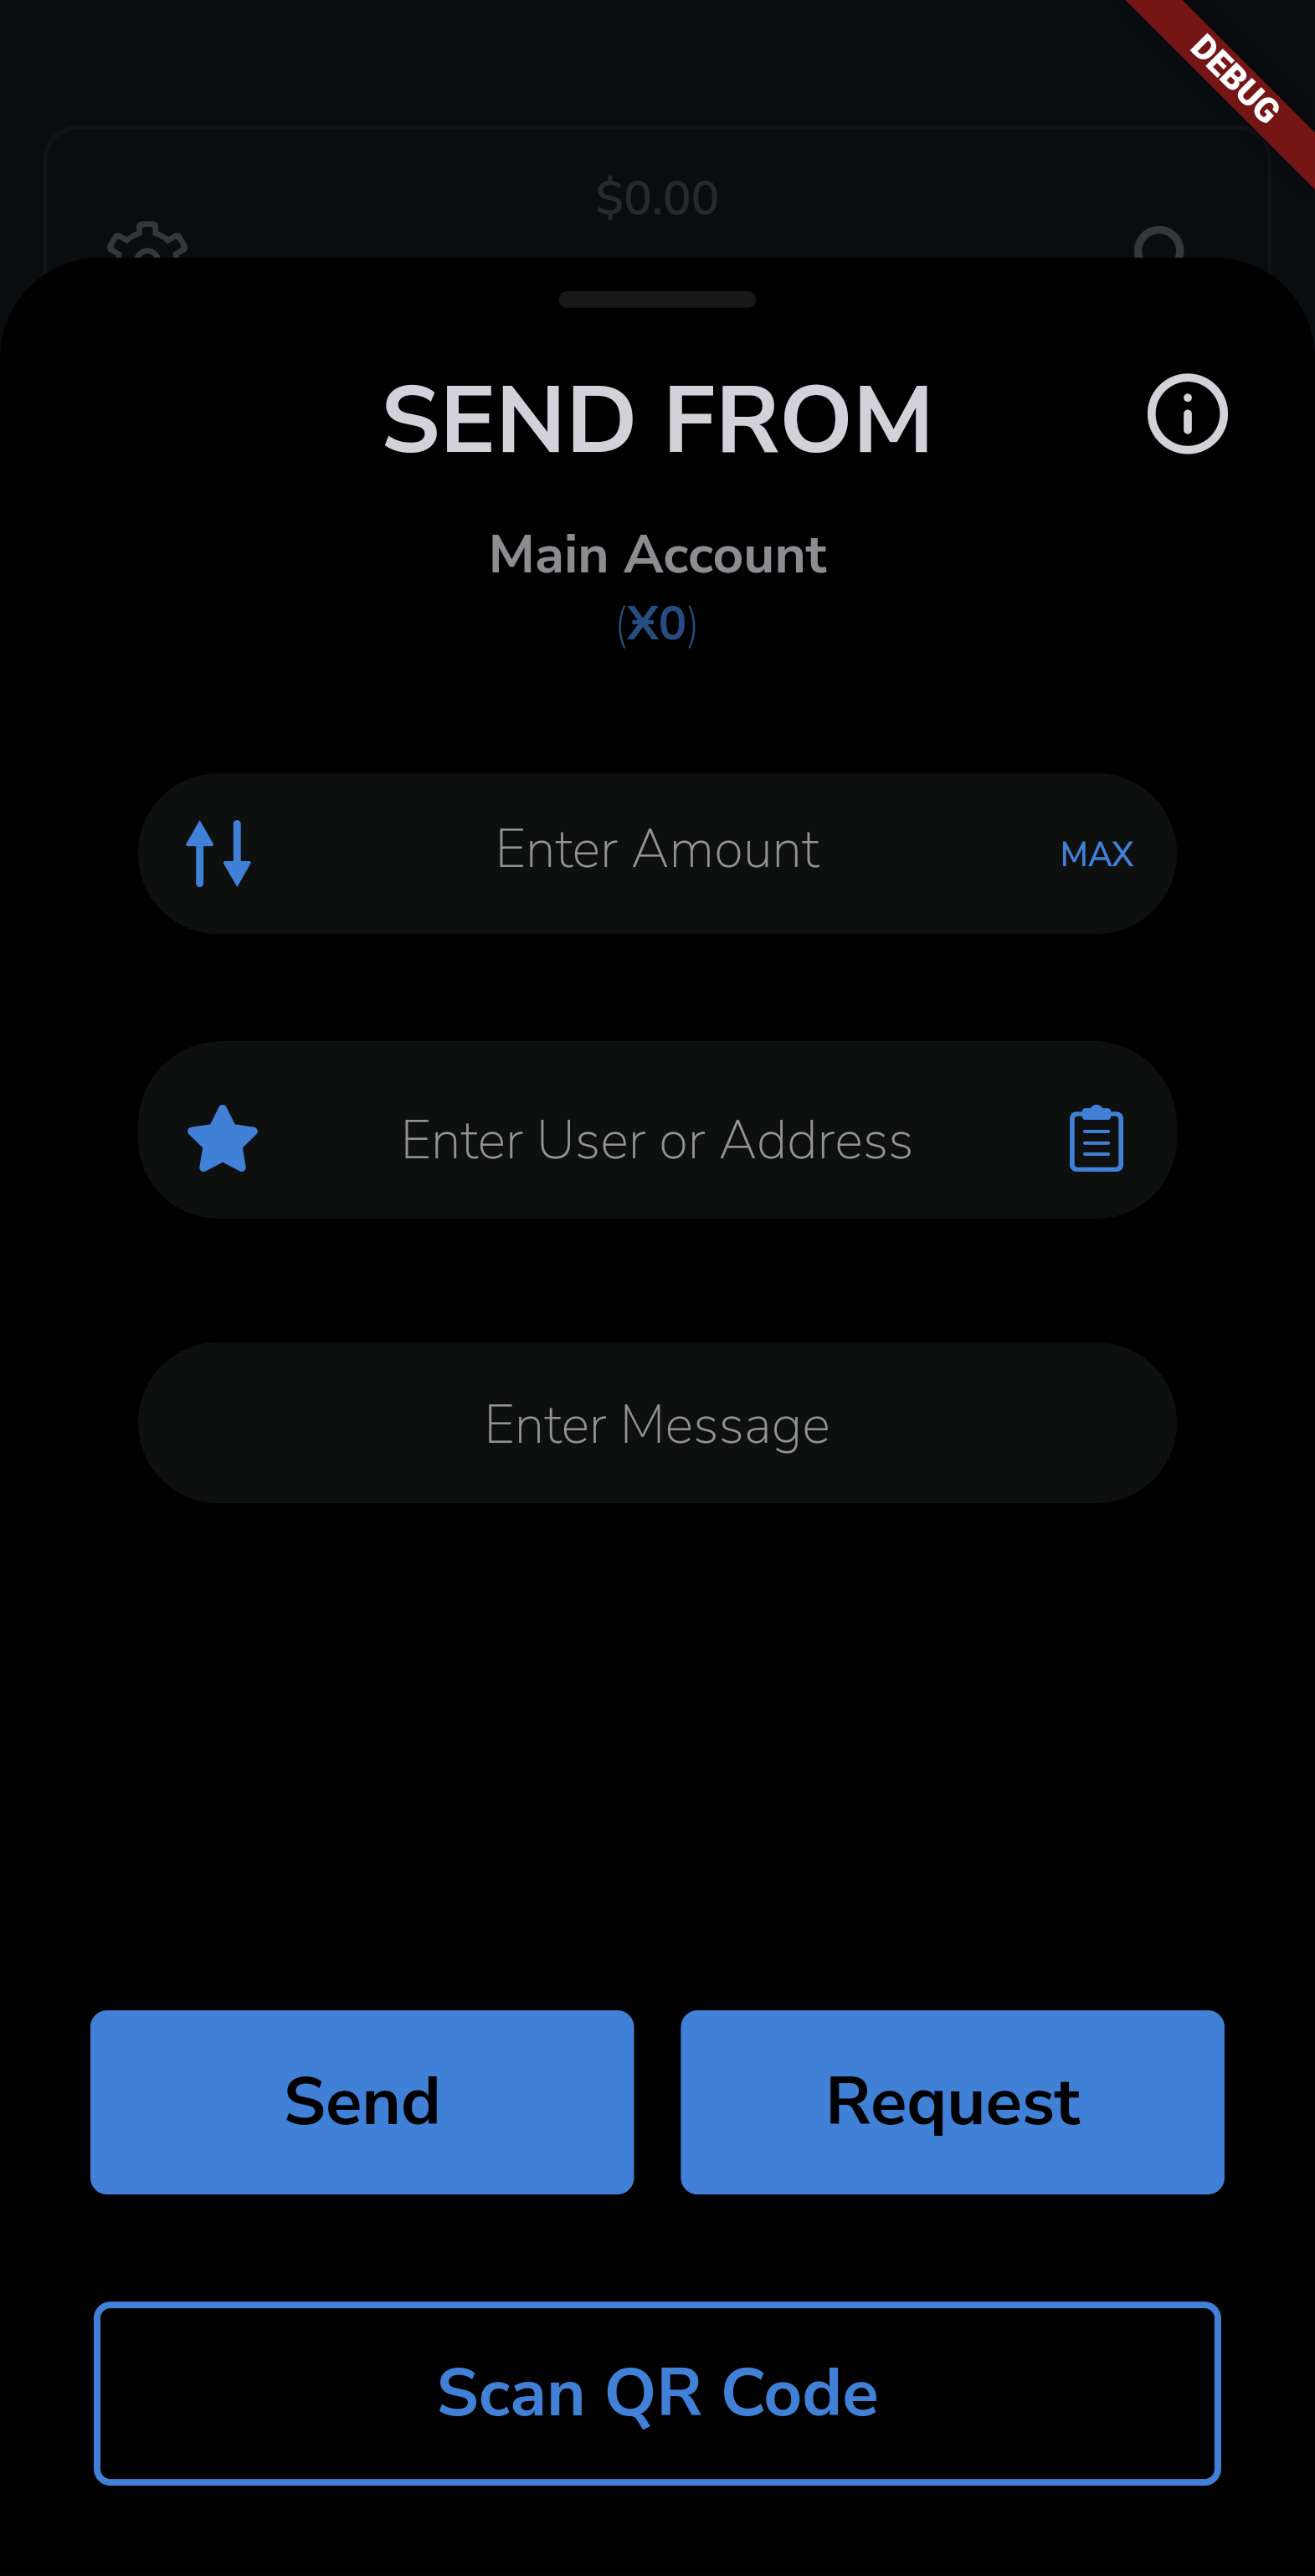 DEBUG
$0.00
SEND FROM
Main Account
(Ӿ0)
Enter Amount
MAX
Enter User or Address
Enter Message
Send
Request
Scan QR Code